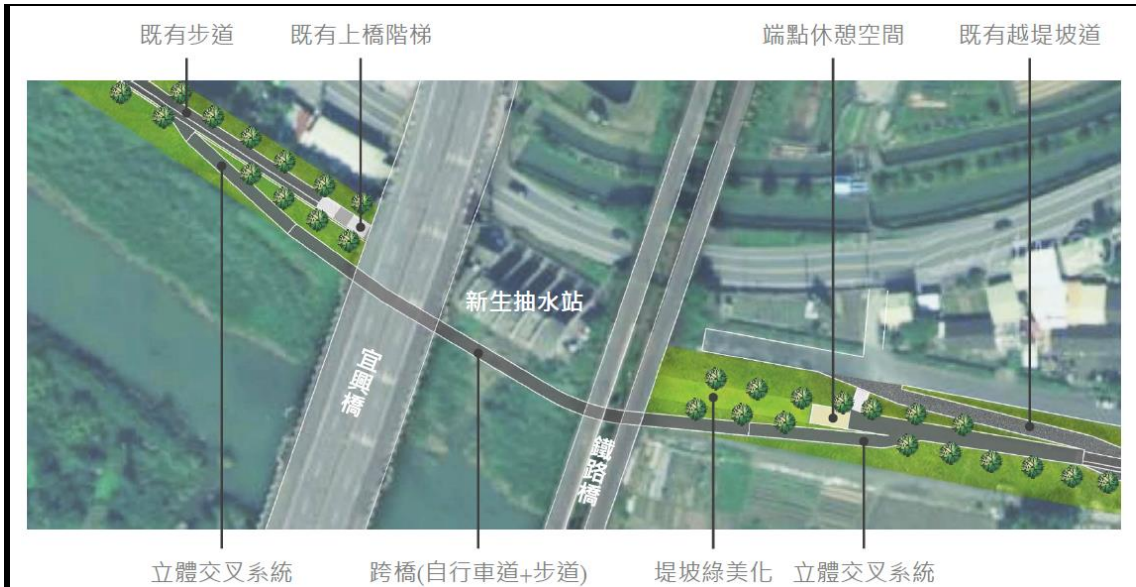 既有步道
既有上橋階梯
端點休憩空間
既有越堤坡道
新生抽水站
宜興橋
鐵路橋
立體交叉系統
跨橋(自行車道+步道)
堤坡綠美化
立體交叉系統